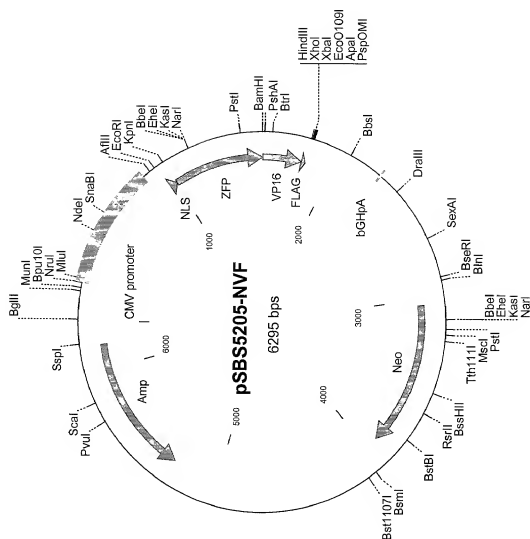 pSBS5205-NVF
6295 bps
HindIII
XhoI
XbaI
EcoO109I
ApaI
PspOMI
BbsI
DraIII
SexAI
BseRI
BlnI
BbeI
EheI
KasI
NarI
PstI
MscI
Tth111I
BssHII
RsrII
BstBI
BsmI
Bst1107I
PvuI
ScaI
SspI
BglII
MunI
Bpu10I
NruI
MluI
NdeI
SnaBI
AflII
EcoRI
KpnI
BbeI
EheI
KasI
NarI
PstI
BamHI
PshAI
BtrI
CMV promoter
NLS
ZFP
VP16
FLAG
bGHpA
Neo
Amp
1000
2000
3000
4000
5000
6000